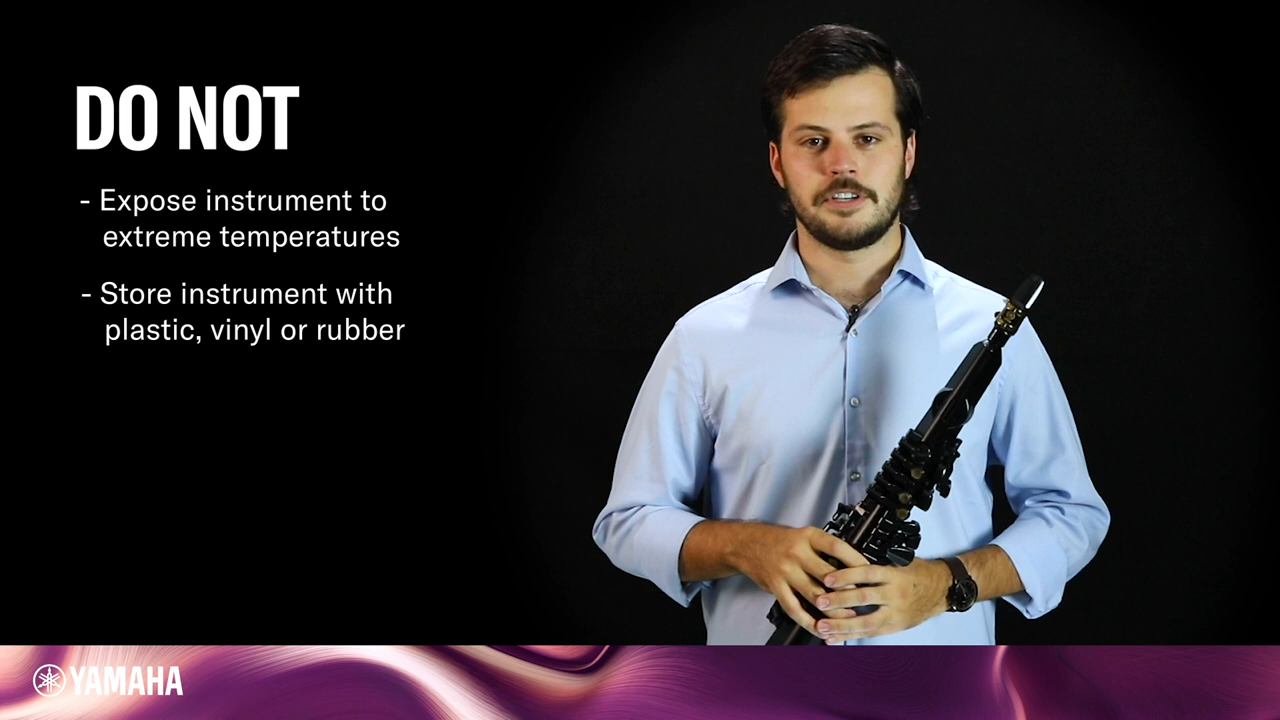 DO NOT
- Expose instrument to
extreme temperatures
- Store instrument with
plastic, vinyl or rubber
YAMAHA